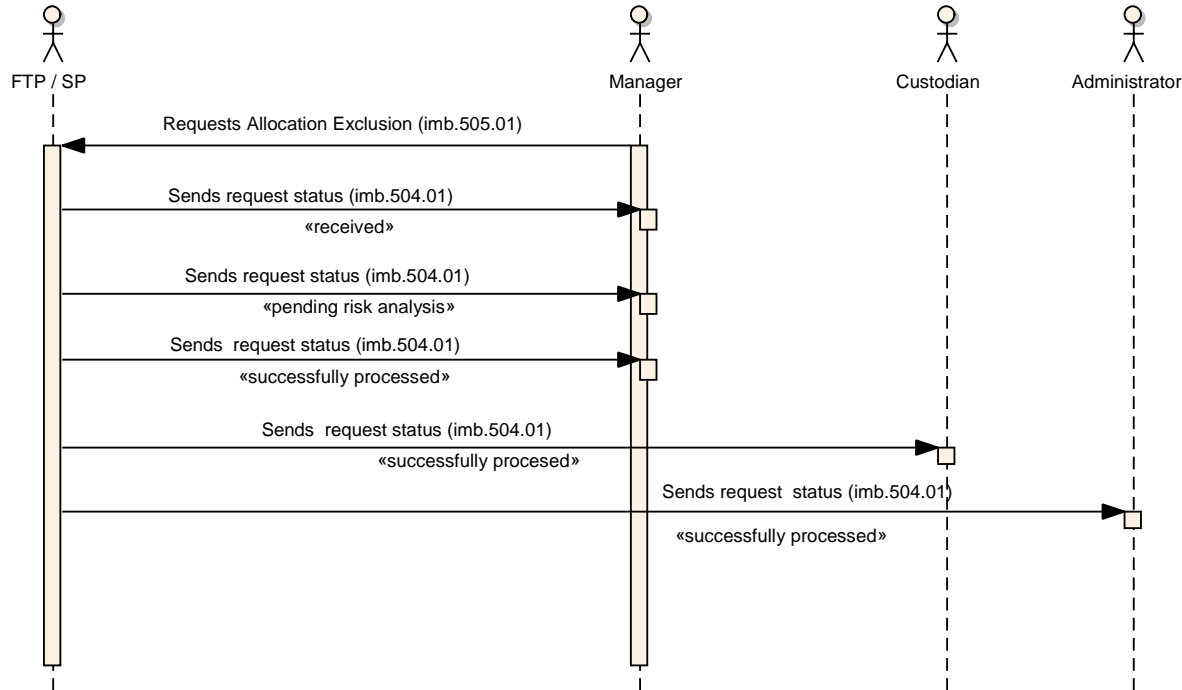 FTP / SP
Manager
Custodian
Administrator
Requests Allocation Exclusion (imb.505.01)
Sends request status (imb.504.01)
«received»
Sends request status (imb.504.01)
«pending risk analysis»
Sends  request status (imb.504.01)
«successfully processed»
Sends  request status (imb.504.01)
«successfully procesed»
Sends request  status (imb.504.01)
«successfully processed»